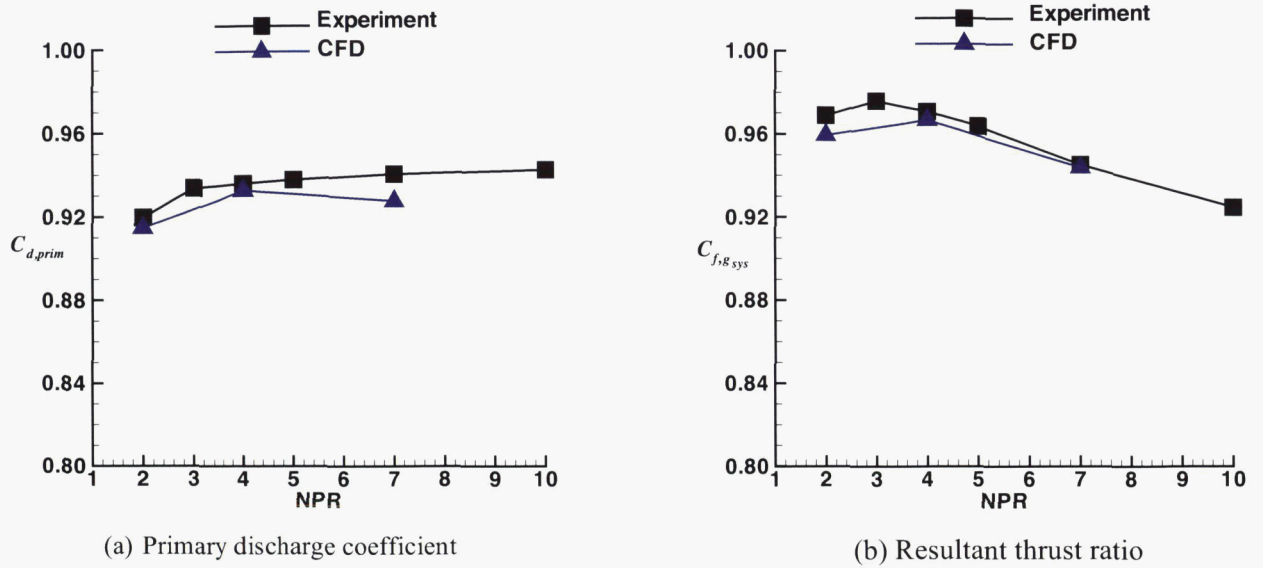 Experiment
CFD
1.00
0.96
0.92
0.88
0.84
0.80
C d,prim
1 2 3 4 5 6 7 8 9 10
NPR
(a) Primary discharge coefficient
Experiment
CFD
1.00
0.96
0.92
0.88
0.84
0.80
C f,g sys
1 2 3 4 5 6 7 8 9 10
NPR
(b) Resultant thrust ratio